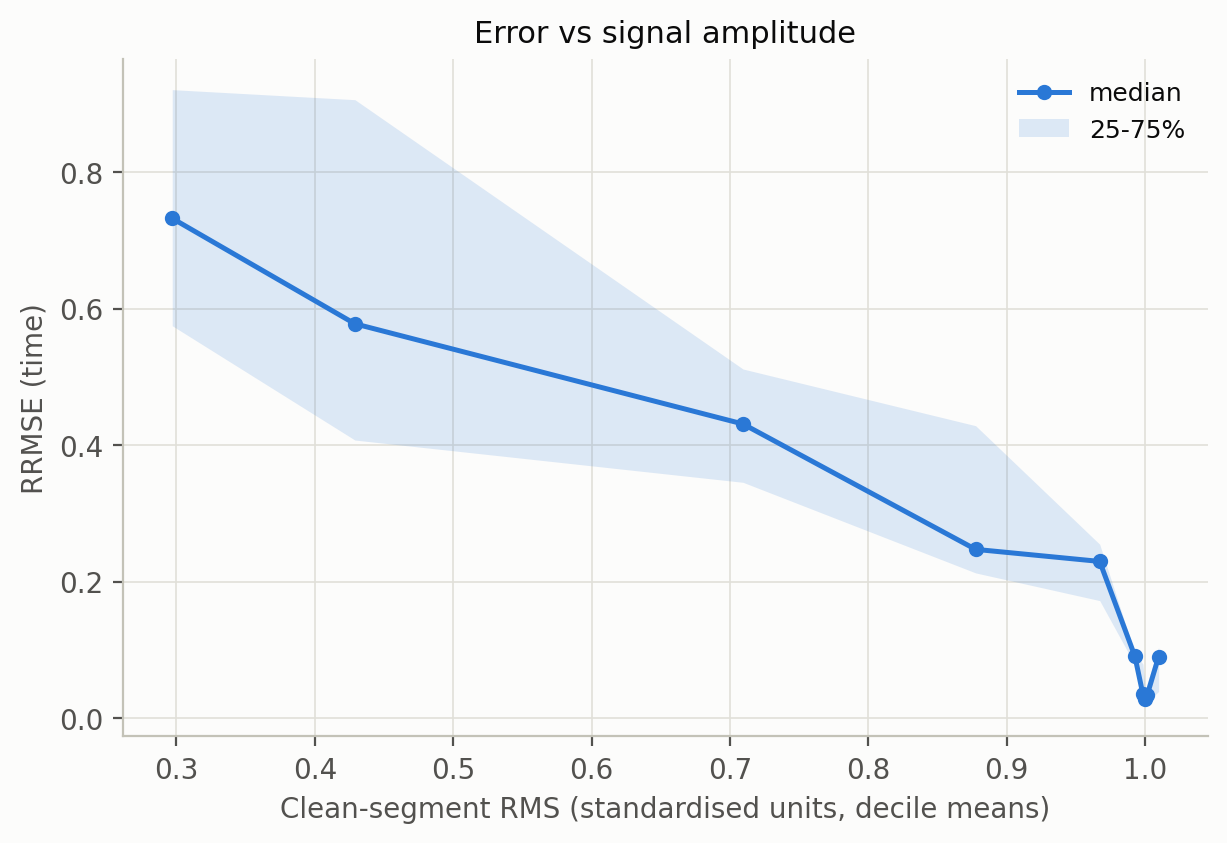 Error vs signal amplitude
median
25-75%
RRMSE (time)
0.8
0.6
0.4
0.2
0.0
0.3 0.4 0.5 0.6 0.7 0.8 0.9 1.0
Clean-segment RMS (standardised units, decile means)